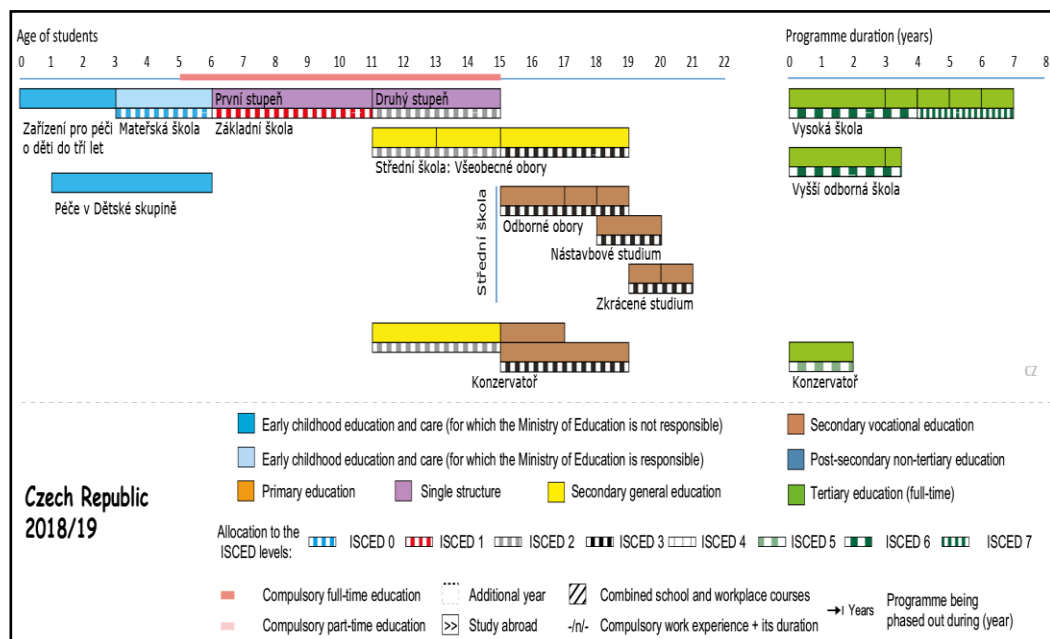 Age of students
Programme duration (years)
0 1 2 3 4 5 6 7 8 9 10 11 12 13 14 15 16 17 18 19 20 21 22
0 1 2 3 4 5 6 7 8
První stupeň
Druhý stupeň
Zařízení pro péči
o děti do tří let
Mateřská škola
Základní škola
Vysoká škola
Střední škola: Všeobecné obory
Vyšší odborná škola
Péče v Dětské skupině
Střední škola
Odborné obory
Nástavbové studium
Zkrácené studium
Konzervatoř
Konzervatoř
CZ
Early childhood education and care (for which the Ministry of Education is not responsible)
Secondary vocational education
Early childhood education and care (for which the Ministry of Education is responsible)
Post-secondary non-tertiary education
Primary education
Single structure
Secondary general education
Tertiary education (full-time)
Czech Republic
2018/19
Allocation to the
ISCED levels:
ISCED 0
ISCED 1
ISCED 2
ISCED 3
ISCED 4
ISCED 5
ISCED 6
ISCED 7
Compulsory full-time education
Additional year
Combined school and workplace courses
Years
Programme being
phased out during (year)
Compulsory part-time education
>> Study abroad
-/n/- Compulsory work experience + its duration